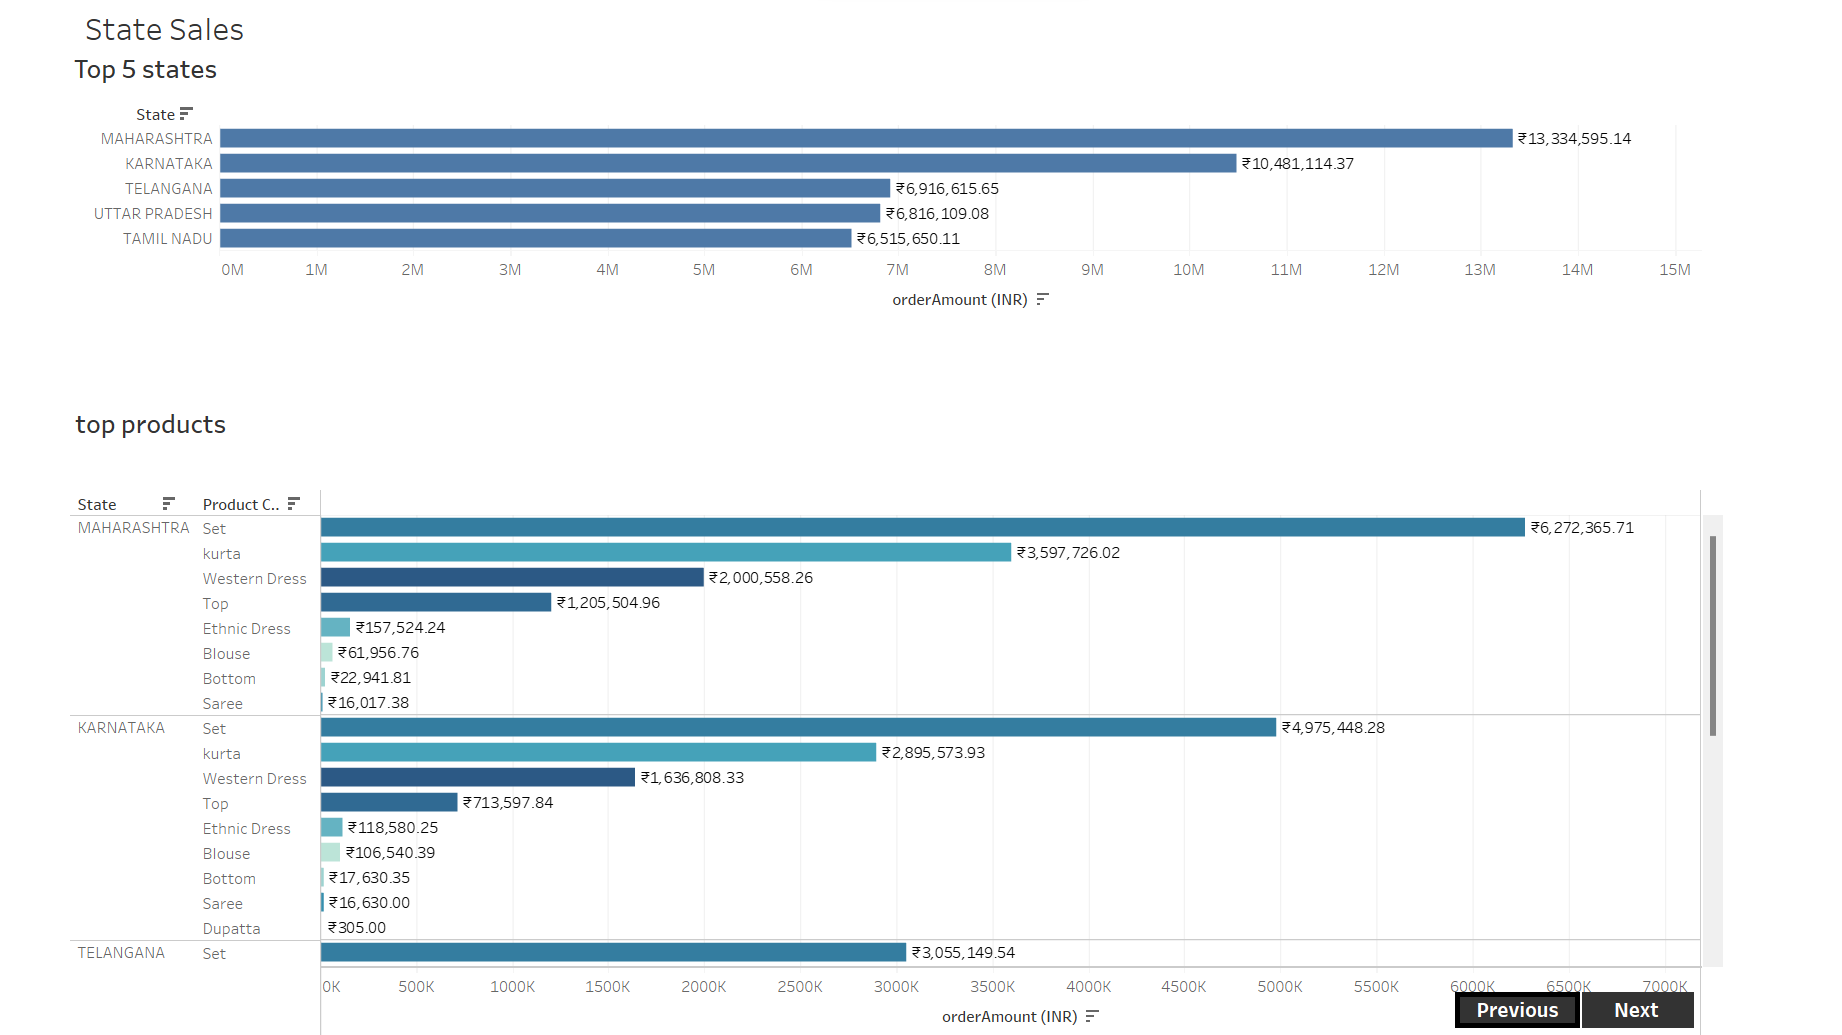 State Sales
Top 5 states
State
MAHARASHTRA ₹13,334,595.14
KARNATAKA ₹10,481,114.37
TELANGANA ₹6,916,615.65
UTTAR PRADESH ₹6,816,109.08
TAMIL NADU ₹6,515,650.11
0M 1M 2M 3M 4M 5M 6M 7M 8M 9M 10M 11M 12M 13M 14M 15M
orderAmount (INR)
top products
State Product C..
MAHARASHTRA Set ₹6,272,365.71
kurta ₹3,597,726.02
Western Dress ₹2,000,558.26
Top ₹1,205,504.96
Ethnic Dress ₹157,524.24
Blouse ₹61,956.76
Bottom ₹22,941.81
Saree ₹16,017.38
KARNATAKA Set ₹4,975,448.28
kurta ₹2,895,573.93
Western Dress ₹1,636,808.33
Top ₹713,597.84
Ethnic Dress ₹118,580.25
Blouse ₹106,540.39
Bottom ₹17,630.35
Saree ₹16,630.00
Dupatta ₹305.00
TELANGANA Set ₹3,055,149.54
0K 500K 1000K 1500K 2000K 2500K 3000K 3500K 4000K 4500K 5000K 5500K 6000K 6500K 7000K
orderAmount (INR)
Previous Next